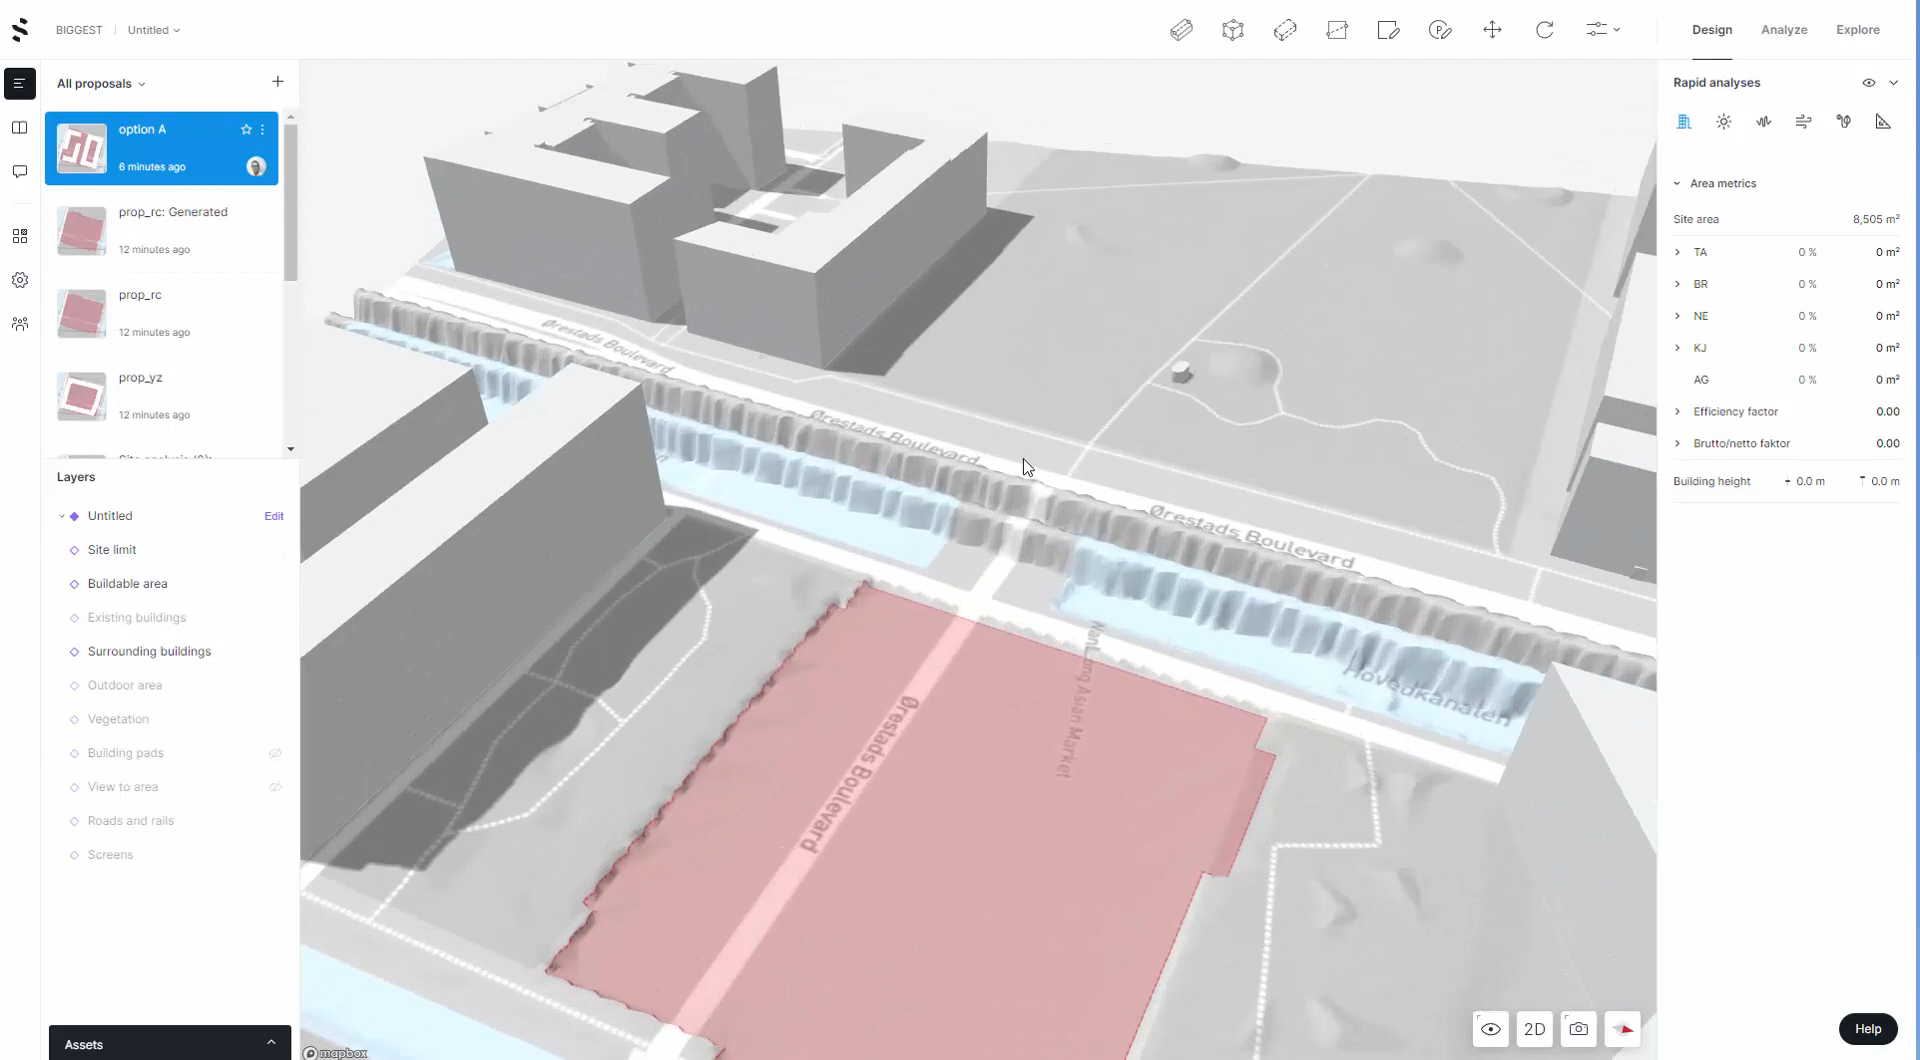 BIGGEST
Untitled
Design
Analyze
Explore
All proposals
option A
6 minutes ago
prop_rc: Generated
12 minutes ago
prop_rc
12 minutes ago
prop_yz
12 minutes ago
Layers
Untitled
Edit
Site limit
Buildable area
Existing buildings
Surrounding buildings
Outdoor area
Vegetation
Building pads
View to area
Roads and rails
Screens
Assets
Ørestads Boulevard
Ørestads Boulevard
Ørestads Boulevard
Hovedkanalen
Ørestads Boulevard
NanLong Asian Market
mapbox
2D
Rapid analyses
Area metrics
Site area 8,505 m²
TA 0 % 0 m²
BR 0 % 0 m²
NE 0 % 0 m²
KJ 0 % 0 m²
AG 0 % 0 m²
Efficiency factor 0.00
Brutto/netto faktor 0.00
Building height 0.0 m 0.0 m
Help